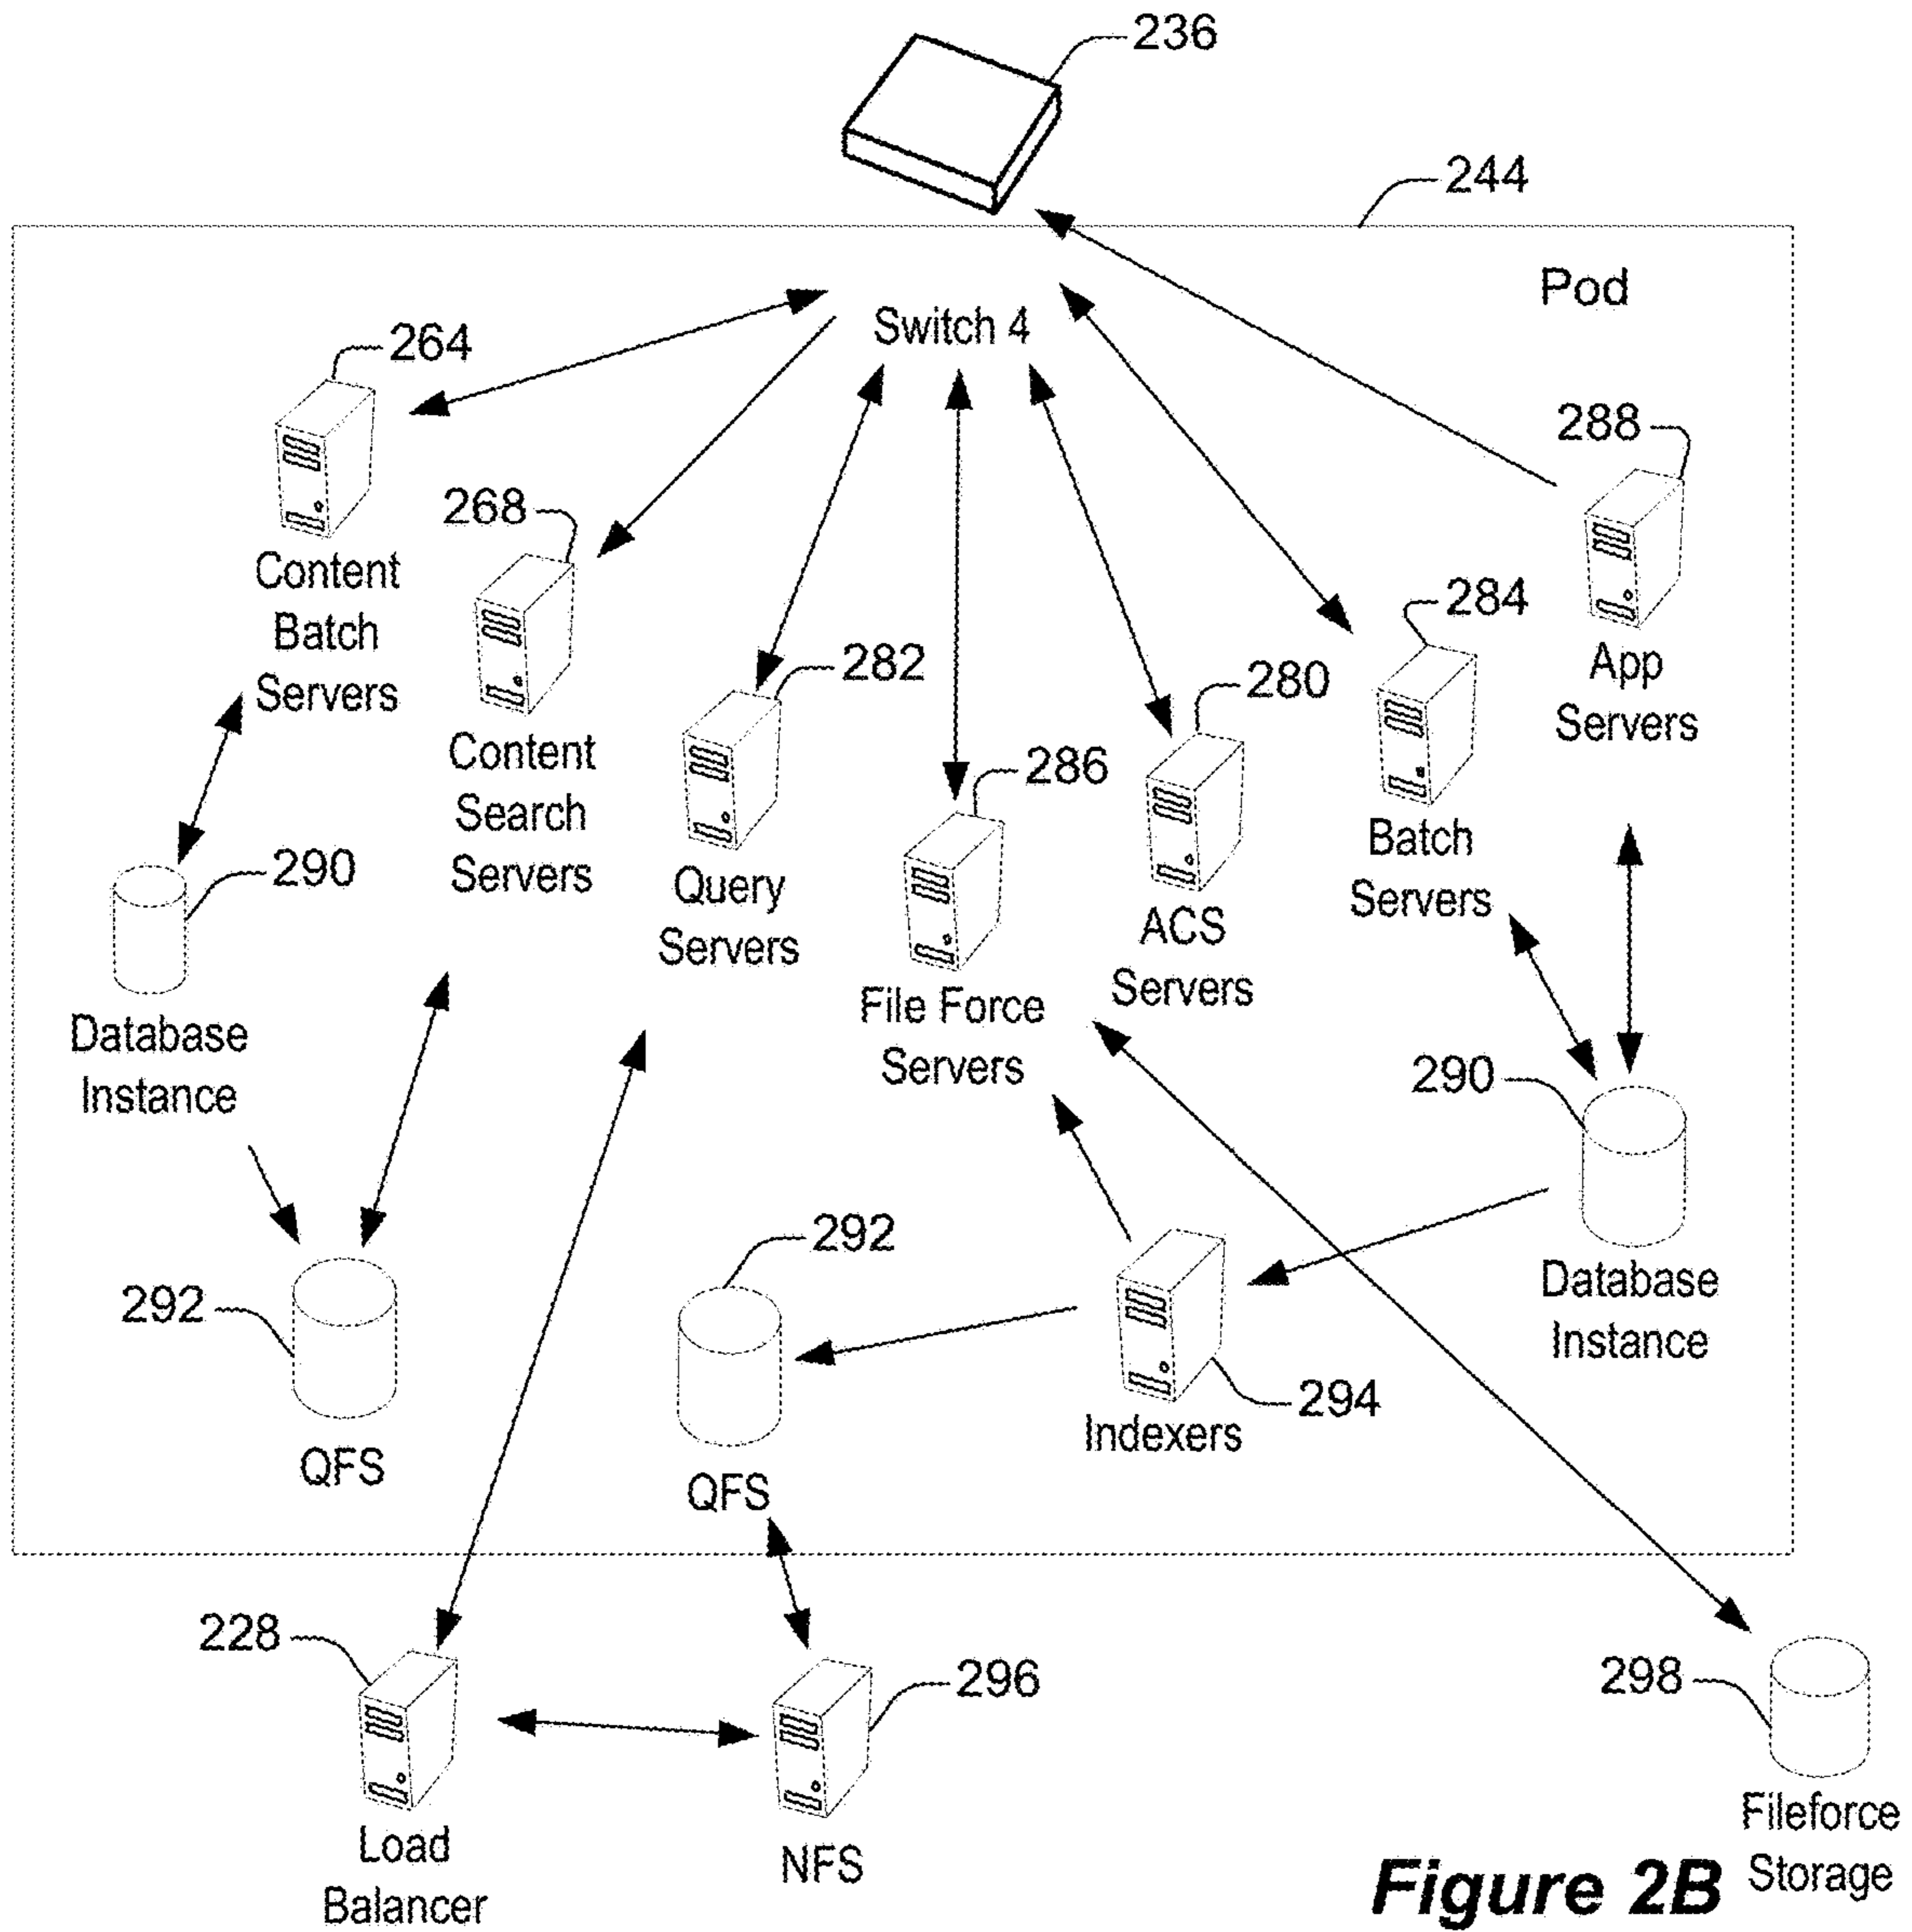 236
244
Pod
Switch 4
264
Content
Batch
Servers
268
Content
Search
Servers
282
Query
Servers
286
File Force
Servers
280
ACS
Servers
284
Batch
Servers
288
App
Servers
290
Database
Instance
290
Database
Instance
292
QFS
292
QFS
294
Indexers
228
Load
Balancer
296
NFS
298
Fileforce
Storage
Figure 2B